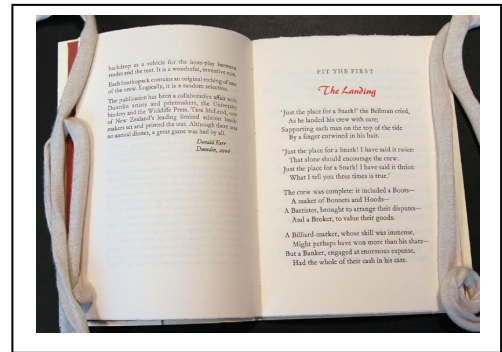 backdrop as a vehicle for the inter-play between
reader and the text. It is a wonderful, inventive run.
Each boatpack contains an original etching of one
of the crew. Logically, it is a random selection.
The publication has been a collaborative affair with
Dunedin artists and printmakers, the University
bindery and the Wickliffe Press. Tara McLeod, one
of New Zealand's leading limited edition book
makers set and printed the text. Although there was
no surreal dinner, a great game was had by all.
Donald Kerr
Dunedin, 2006
FIT THE FIRST
The Landing
'Just the place for a Snark!' the Bellman cried,
As he landed his crew with care;
Supporting each man on the top of the tide
By a finger entwined in his hair.
'Just the place for a Snark! I have said it twice:
That alone should encourage the crew.
Just the place for a Snark! I have said it thrice:
What I tell you three times is true.'
The crew was complete: it included a Boots—
A maker of Bonnets and Hoods—
A Barrister, brought to arrange their disputes—
And a Broker, to value their goods.
A Billiard-marker, whose skill was immense,
Might perhaps have won more than his share—
But a Banker, engaged at enormous expense,
Had the whole of their cash in his care.